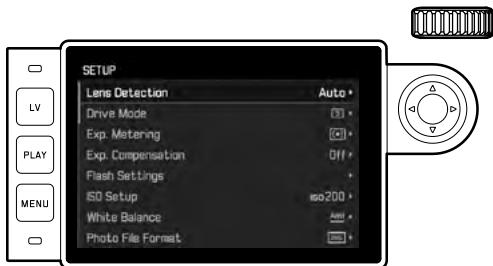 SETUP
Lens Detection Auto
Drive Mode
Exp. Metering
Exp. Compensation Off
Flash Settings
ISO Setup iso200
White Balance
Photo File Format
LV
PLAY
MENU